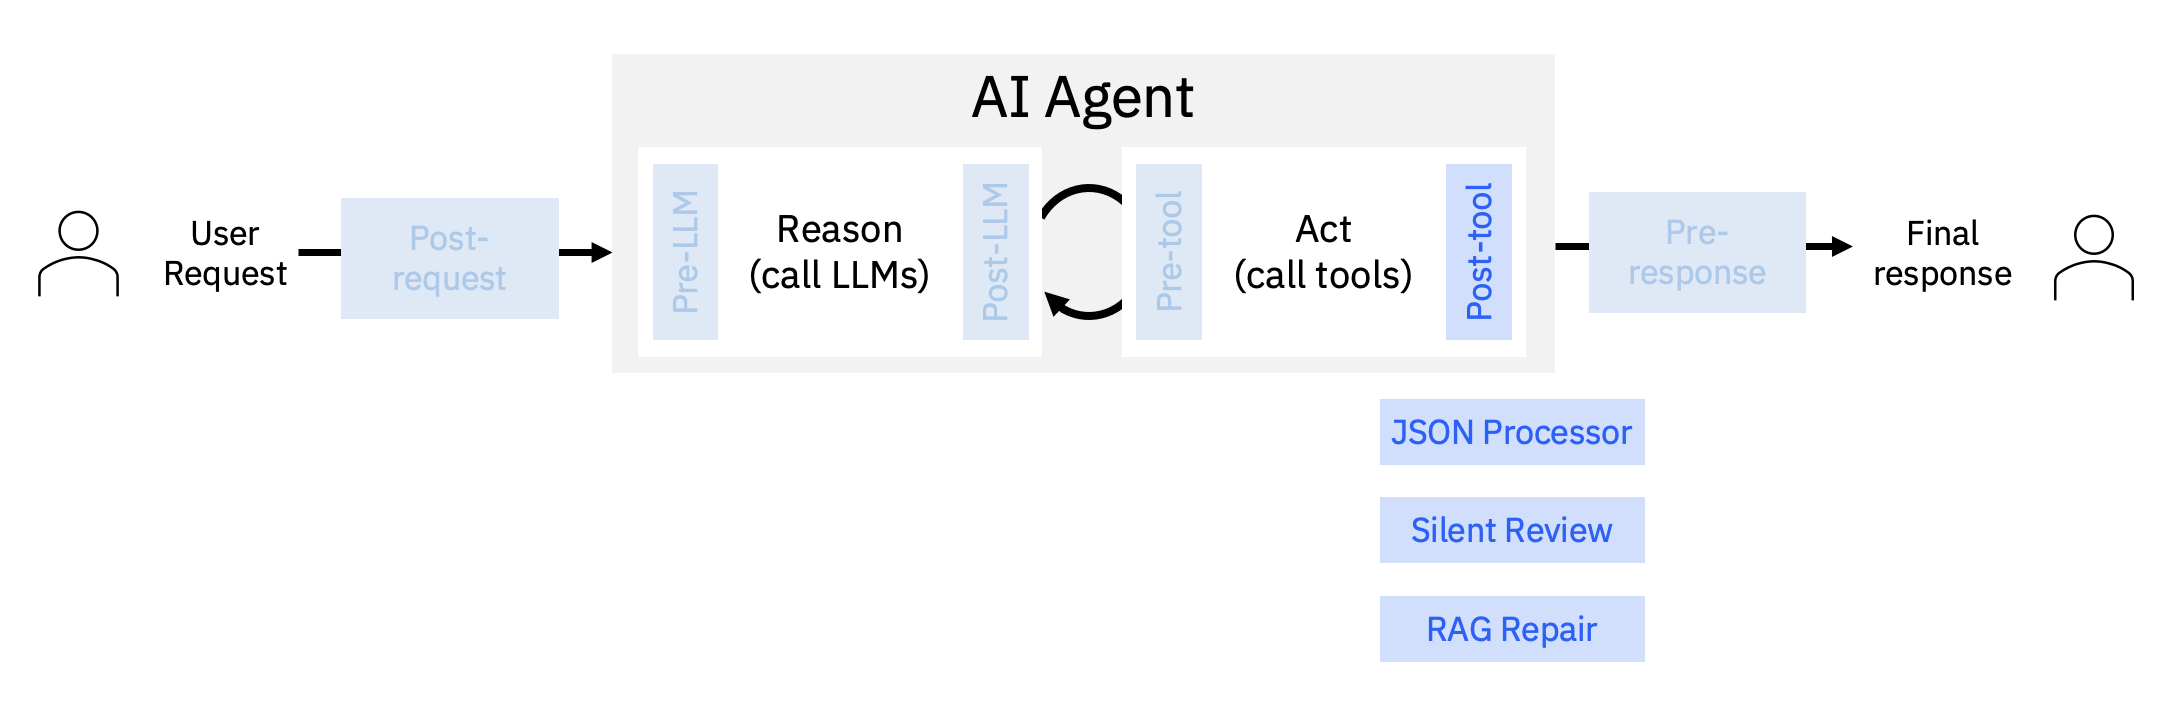 AI Agent
User
Request
Post-
request
Pre-LLM
Reason
(call LLMs)
Post-LLM
Pre-tool
Act
(call tools)
Post-tool
Pre-
response
Final
response
JSON Processor
Silent Review
RAG Repair